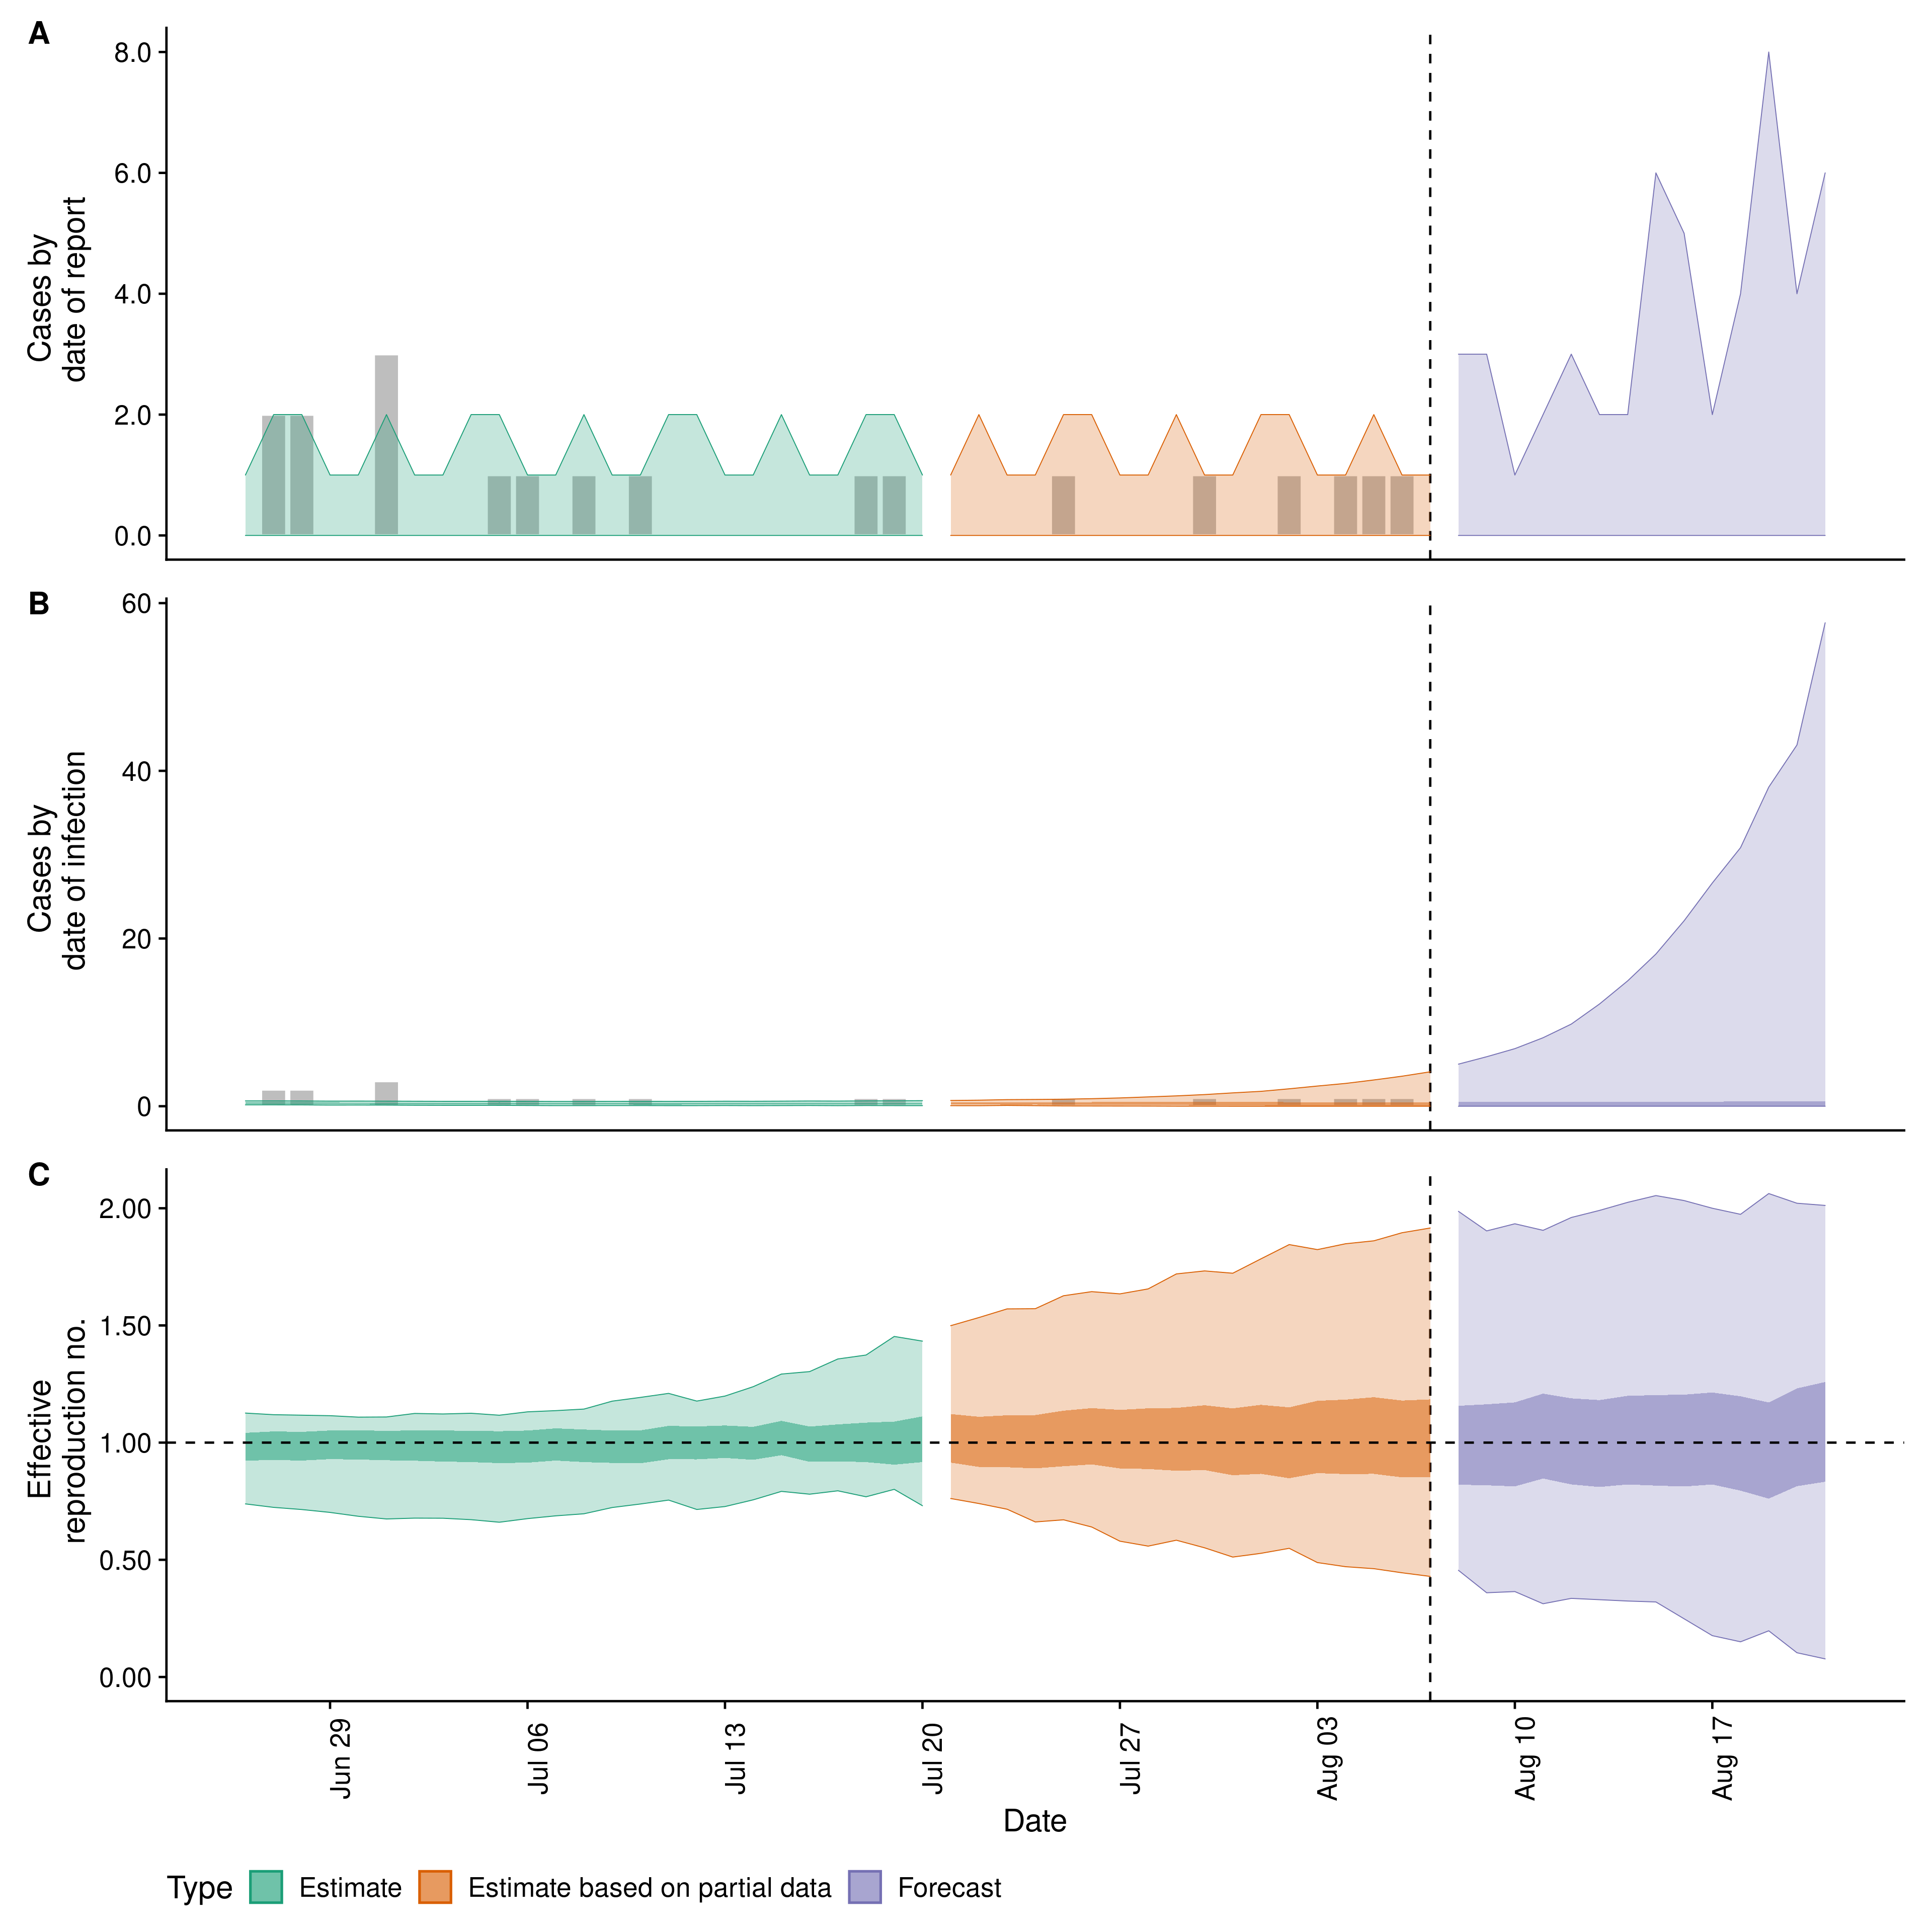 A
8.0
6.0
4.0
2.0
0.0
Cases by
date of report
B
60
40
20
0
Cases by
date of infection
C
2.00
1.50
1.00
0.50
0.00
Effective
reproduction no.
Jun 29
Jul 06
Jul 13
Jul 20
Jul 27
Aug 03
Aug 10
Aug 17
Date
Type Estimate Estimate based on partial data Forecast